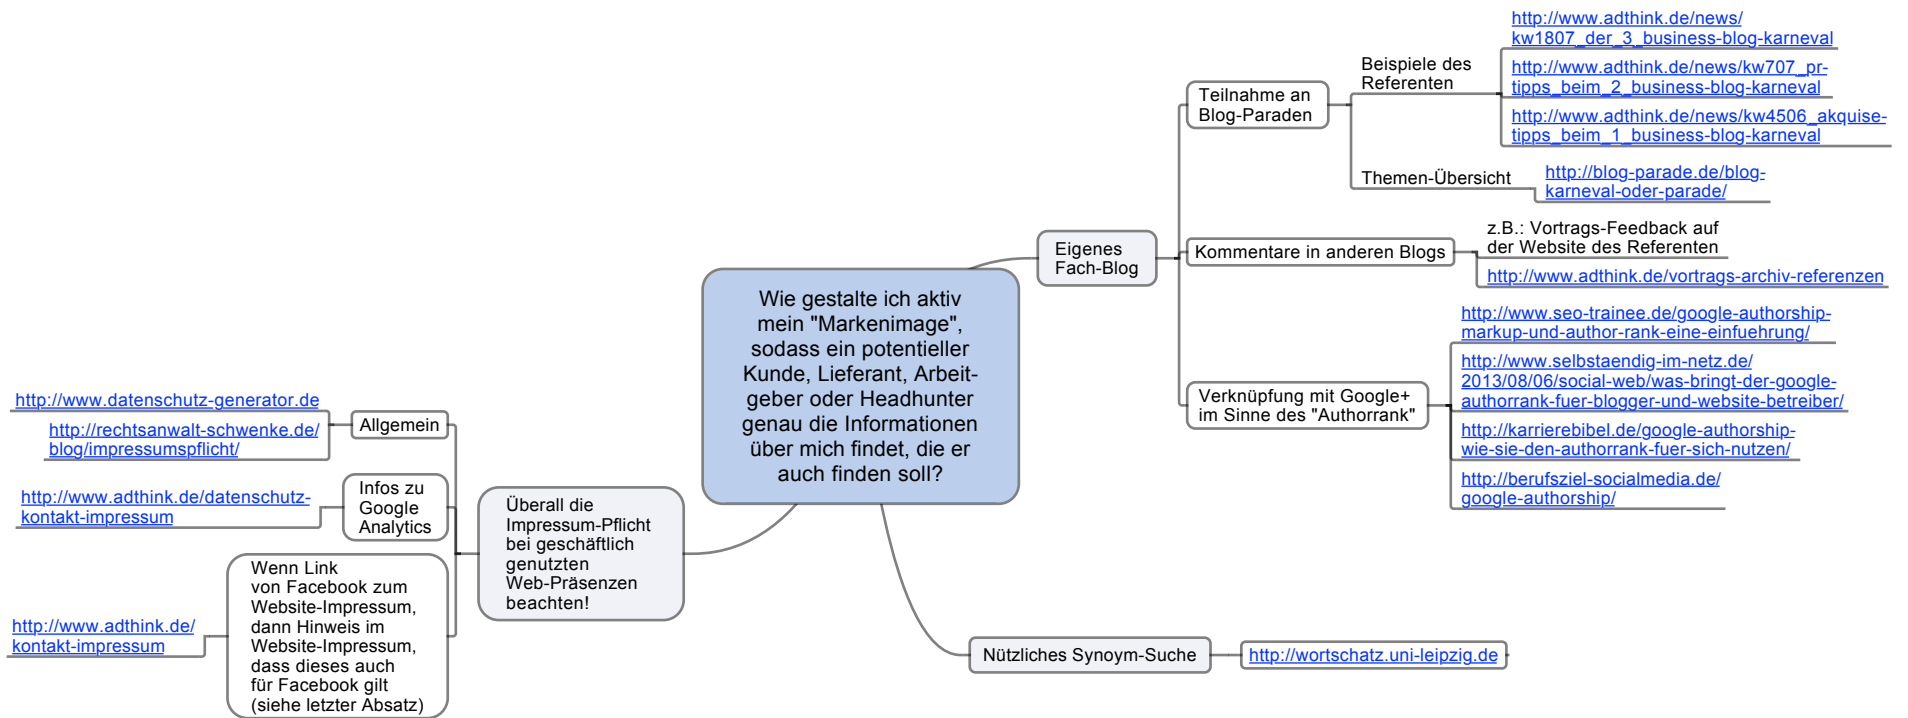 Wie gestalte ich aktiv
mein "Markenimage",
sodass ein potentieller
Kunde, Lieferant, Arbeit-
geber oder Headhunter
genau die Informationen
über mich findet, die er
auch finden soll?
Eigenes
Fach-Blog
Teilnahme an
Blog-Paraden
Beispiele des
Referenten
http://www.adthink.de/news/
kw1807_der_3_business-blog-karneval
http://www.adthink.de/news/kw707_pr-
tipps_beim_2_business-blog-karneval
http://www.adthink.de/news/kw4506_akquise-
tipps_beim_1_business-blog-karneval
Themen-Übersicht
http://blog-parade.de/blog-
karneval-oder-parade/
Kommentare in anderen Blogs
z.B.: Vortrags-Feedback auf
der Website des Referenten
http://www.adthink.de/vortrags-archiv-referenzen
Verknüpfung mit Google+
im Sinne des "Authorrank"
http://www.seo-trainee.de/google-authorship-
markup-und-author-rank-eine-einfuehrung/
http://www.selbstaendig-im-netz.de/
2013/08/06/social-web/was-bringt-der-google-
authorrank-fuer-blogger-und-website-betreiber/
http://karrierebibel.de/google-authorship-
wie-sie-den-authorrank-fuer-sich-nutzen/
http://berufsziel-socialmedia.de/
google-authorship/
Nützliches Synoym-Suche
http://wortschatz.uni-leipzig.de
Überall die
Impressum-Pflicht
bei geschäftlich
genutzten
Web-Präsenzen
beachten!
Allgemein
http://www.datenschutz-generator.de
http://rechtsanwalt-schwenke.de/
blog/impressumspflicht/
Infos zu
Google
Analytics
http://www.adthink.de/datenschutz-
kontakt-impressum
Wenn Link
von Facebook zum
Website-Impressum,
dann Hinweis im
Website-Impressum,
dass dieses auch
für Facebook gilt
(siehe letzter Absatz)
http://www.adthink.de/
kontakt-impressum